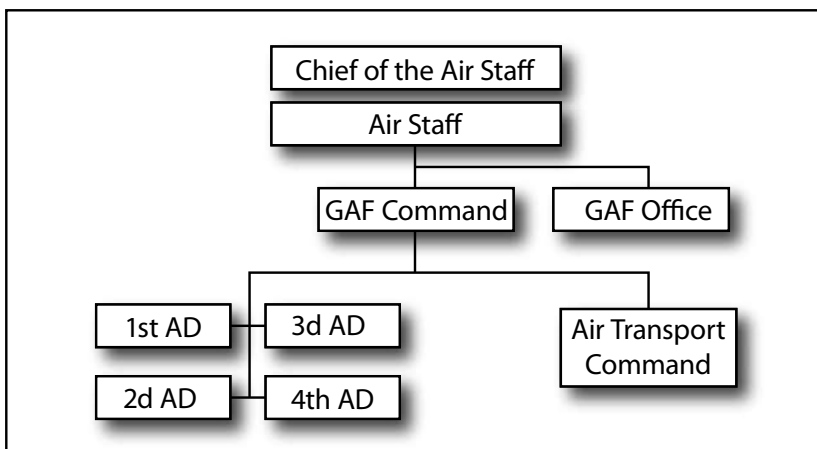 Chief of the Air Staff
Air Staff
GAF Command
GAF Office
1st AD
3d AD
2d AD
4th AD
Air Transport
Command